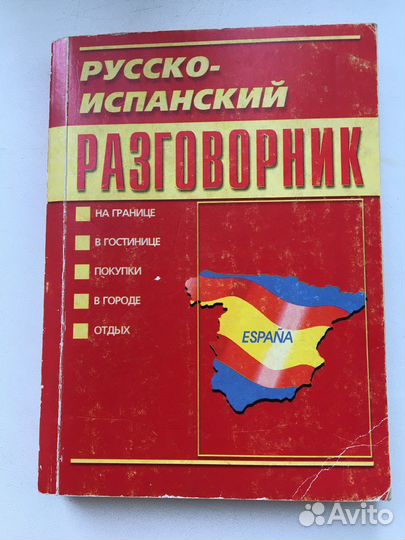 РУССКО-
ИСПАНСКИЙ
РАЗГОВОРНИК
НА ГРАНИЦЕ
В ГОСТИНИЦЕ
ПОКУПКИ
В ГОРОДЕ
ОТДЫХ
ESPAÑA
Avito